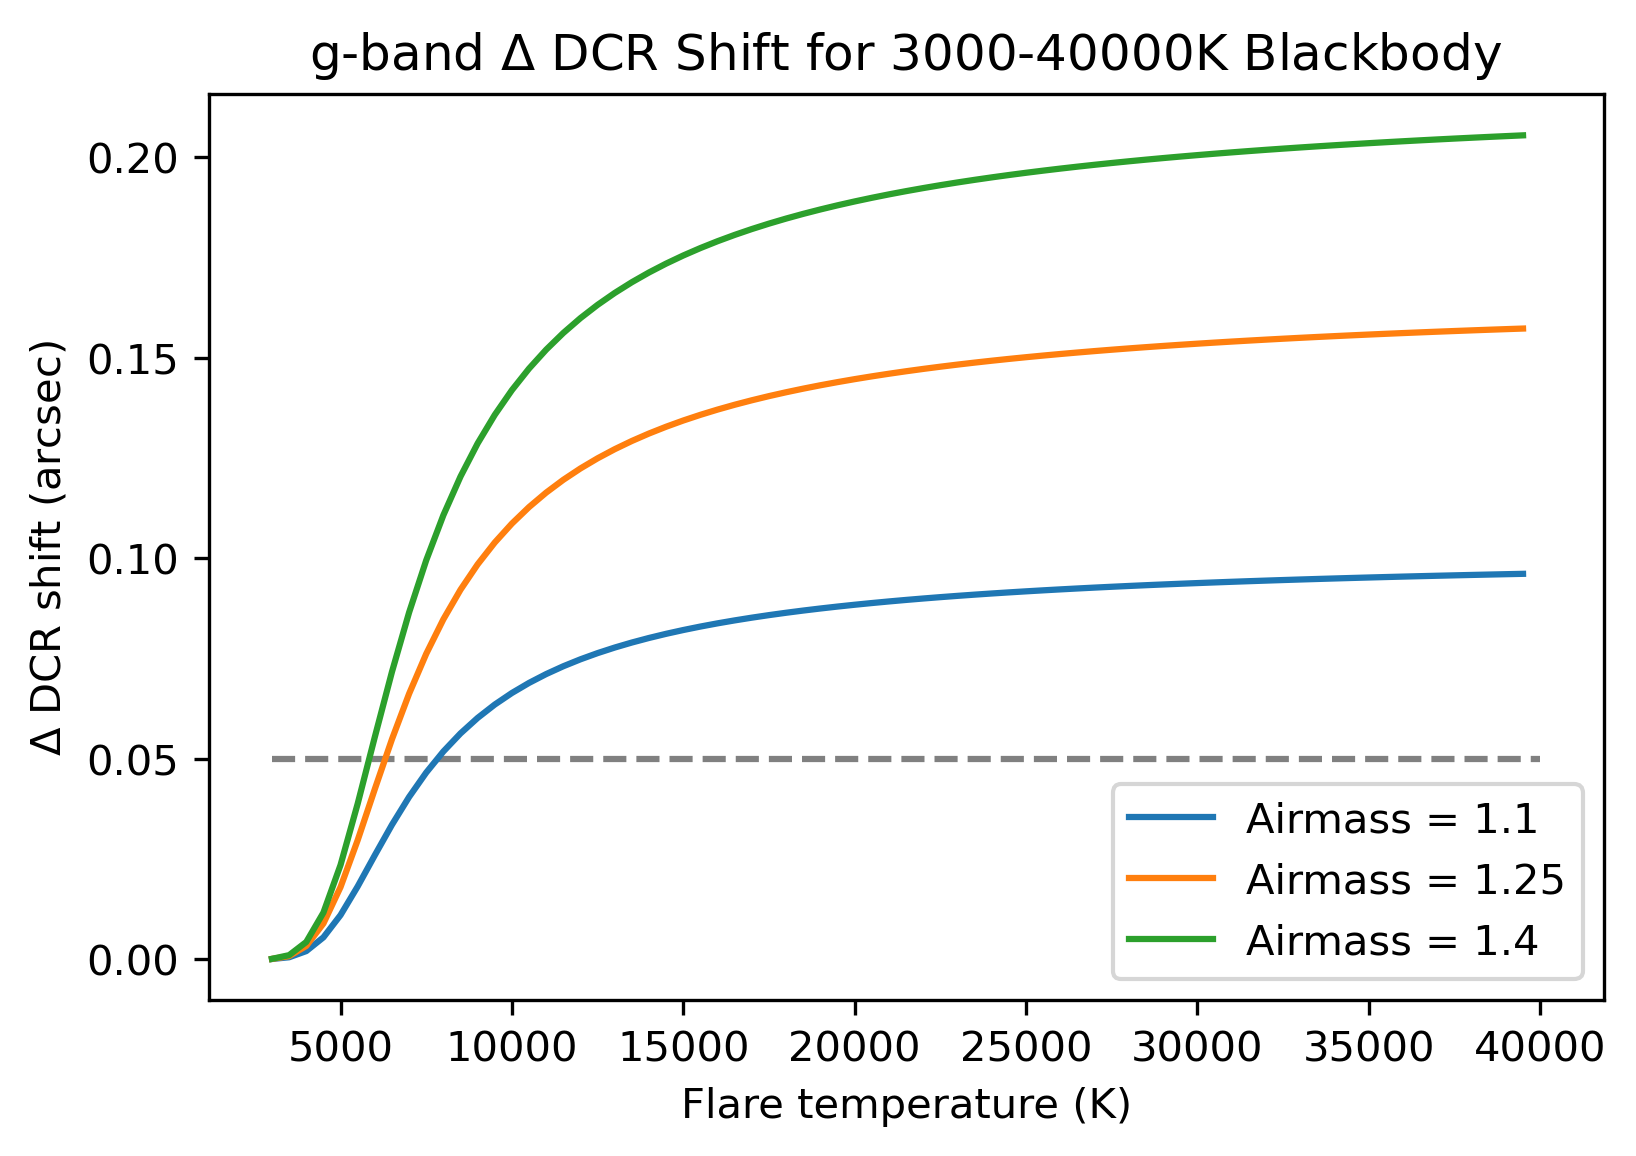 g-band Δ DCR Shift for 3000-40000K Blackbody
Δ DCR shift (arcsec)
0.20
0.15
0.10
0.05
0.00
Airmass = 1.1
Airmass = 1.25
Airmass = 1.4
5000 10000 15000 20000 25000 30000 35000 40000
Flare temperature (K)